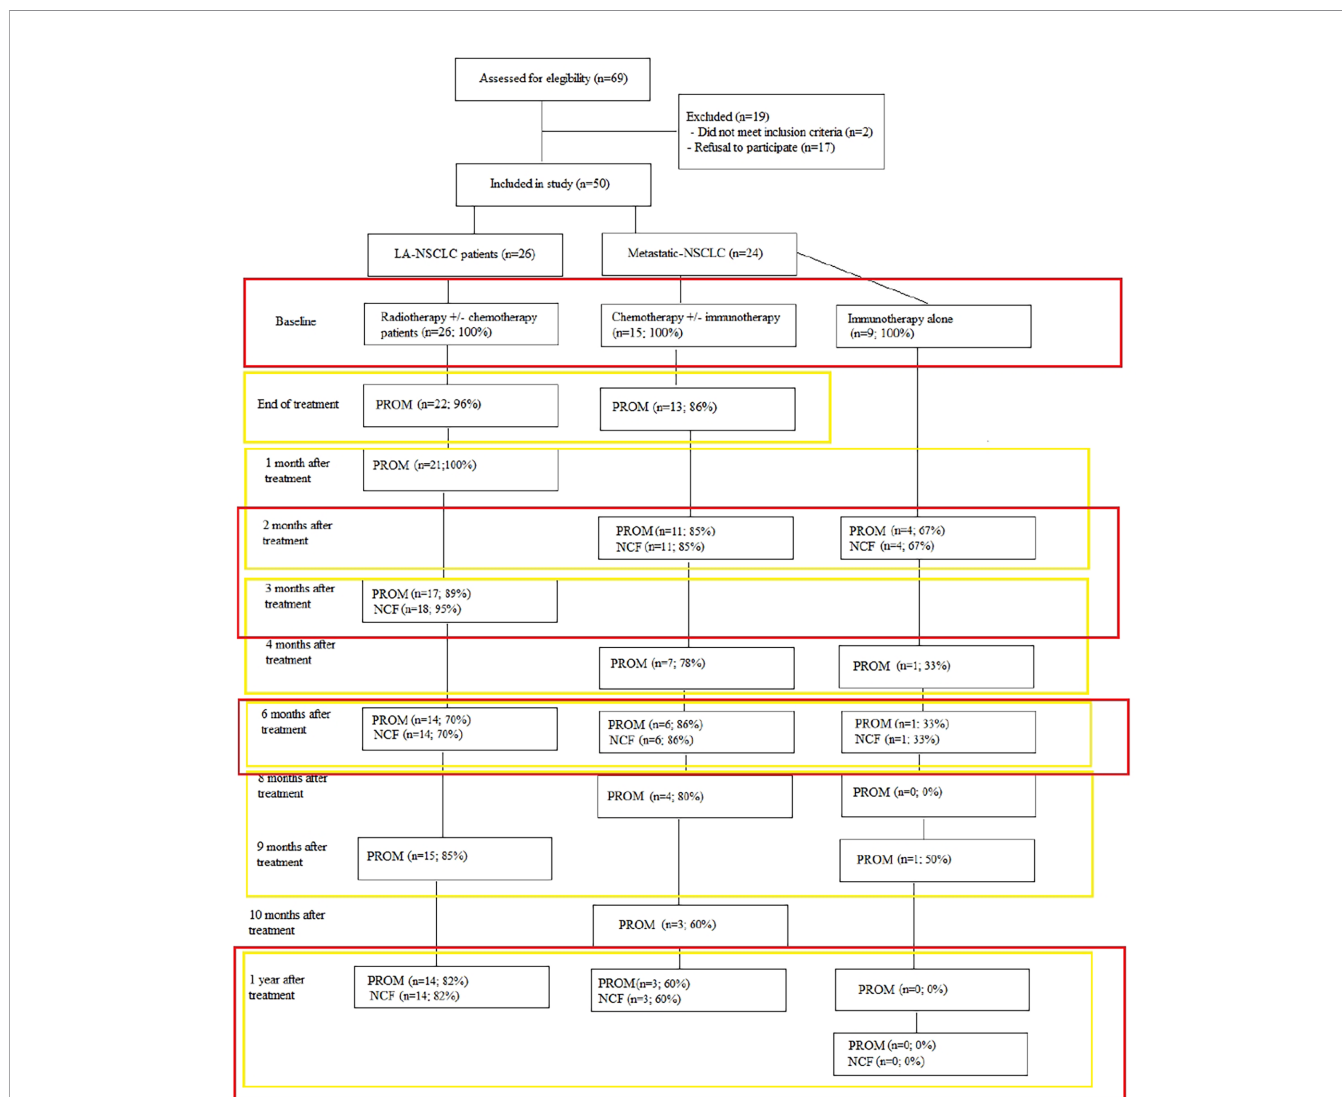 Assessed for elegibility (n=69)
Excluded (n=19)
- Did not meet inclusion criteria (n=2)
- Refusal to participate (n=17)
Included in study (n=50)
LA-NSCLC patients (n=26)
Metastatic-NSCLC (n=24)
Baseline
Radiotherapy +/- chemotherapy
patients (n=26; 100%)
Chemotherapy +/- immunotherapy
(n=15; 100%)
Immunotherapy alone
(n=9; 100%)
End of treatment
PROM (n=22; 96%)
PROM (n=13; 86%)
1 month after
treatment
PROM (n=21;100%)
2 months after
treatment
PROM (n=11; 85%)
NCF (n=11; 85%)
PROM (n=4; 67%)
NCF (n=4; 67%)
3 months after
treatment
PROM (n=17; 89%)
NCF (n=18; 95%)
4 months after
treatment
PROM (n=7; 78%)
PROM (n=1; 33%)
6 months after
treatment
PROM (n=14; 70%)
NCF (n=14; 70%)
PROM (n=6; 86%)
NCF (n=6; 86%)
PROM (n=1; 33%)
NCF (n=1; 33%)
8 months after
treatment
PROM (n=4; 80%)
PROM (n=0; 0%)
9 months after
treatment
PROM (n=15; 85%)
PROM (n=1; 50%)
10 months after
treatment
PROM (n=3; 60%)
1 year after
treatment
PROM (n=14; 82%)
NCF (n=14; 82%)
PROM(n=3; 60%)
NCF (n=3; 60%)
PROM (n=0; 0%)
PROM (n=0; 0%)
NCF (n=0; 0%)